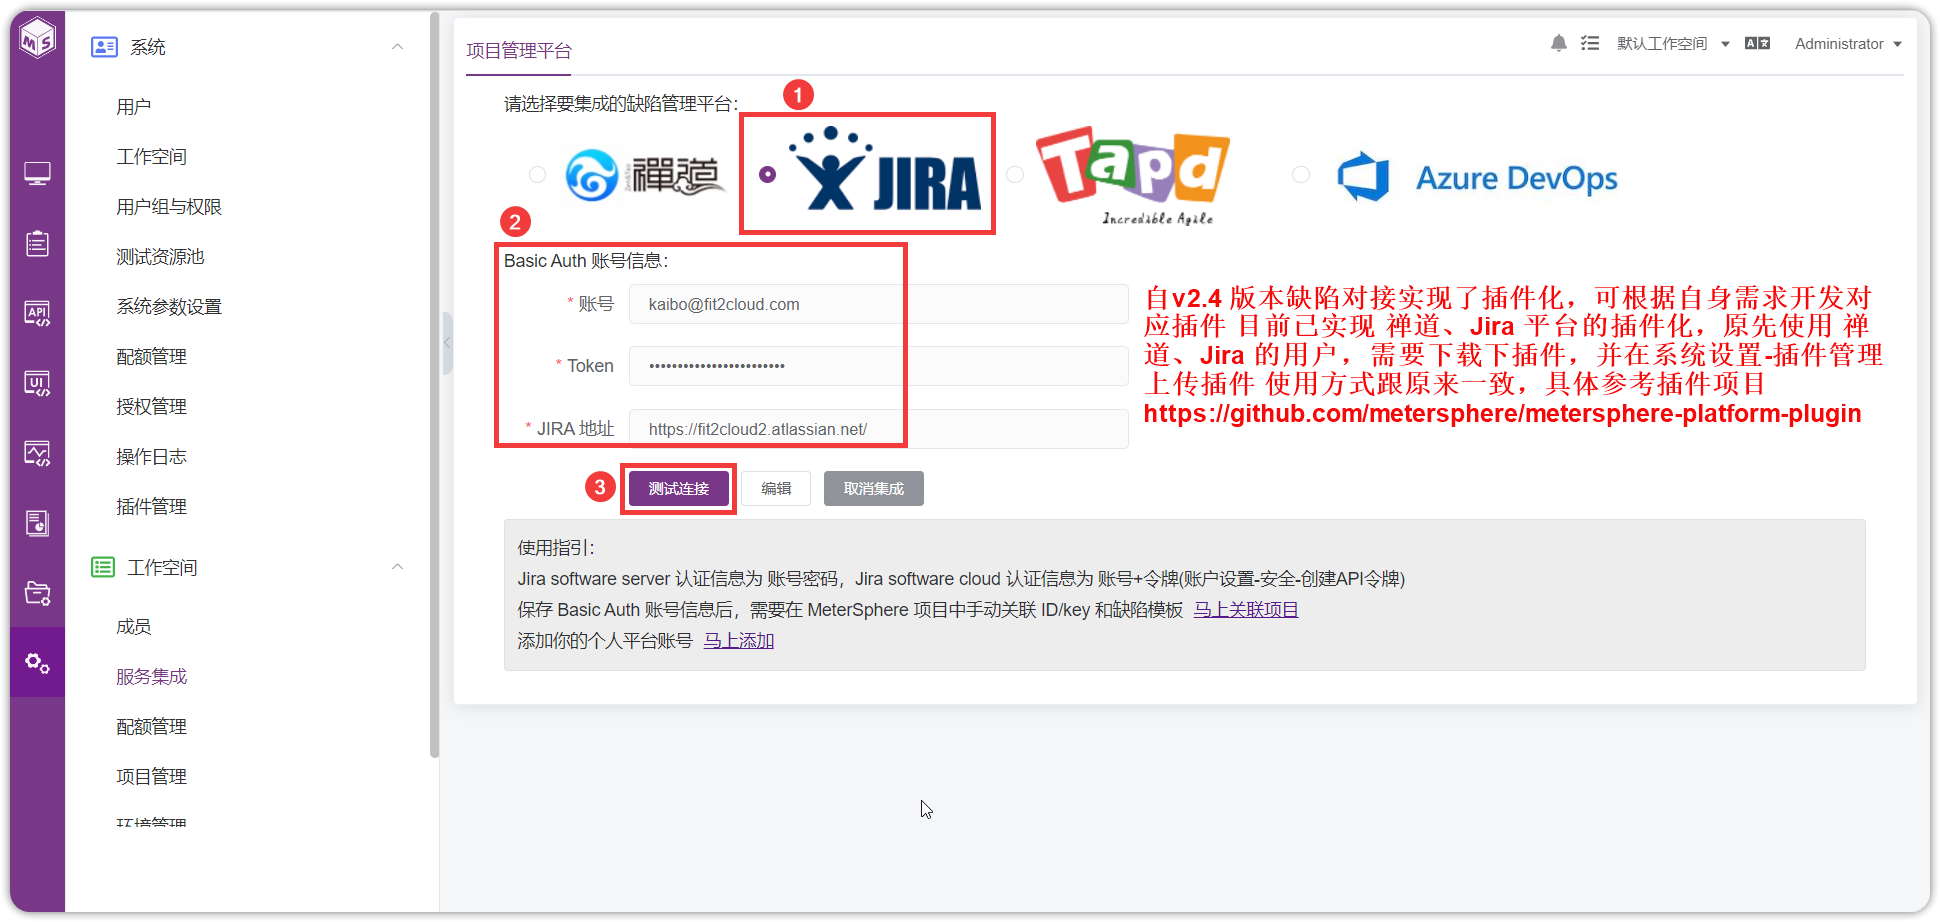 MS
系统
用户
工作空间
用户组与权限
测试资源池
系统参数设置
配额管理
授权管理
操作日志
插件管理
工作空间
成员
服务集成
配额管理
项目管理
环境管理
API
UI
项目管理平台
默认工作空间
Administrator
请选择要集成的缺陷管理平台：
1
禅道
JIRA
Tapd
Incredible Agile
Azure DevOps
2
Basic Auth 账号信息：
* 账号
kaibo@fit2cloud.com
* Token
••••••••••••••••••••••••
* JIRA 地址
https://fit2cloud2.atlassian.net/
自v2.4 版本缺陷对接实现了插件化，可根据自身需求开发对
应插件 目前已实现 禅道、Jira 平台的插件化，原先使用 禅
道、Jira 的用户，需要下载下插件，并在系统设置-插件管理
上传插件 使用方式跟原来一致，具体参考插件项目
https://github.com/metersphere/metersphere-platform-plugin
3
测试连接
编辑
取消集成
使用指引：
Jira software server 认证信息为 账号密码，Jira software cloud 认证信息为 账号+令牌(账户设置-安全-创建API令牌)
保存 Basic Auth 账号信息后，需要在 MeterSphere 项目中手动关联 ID/key 和缺陷模板 马上关联项目
添加你的个人平台账号 马上添加